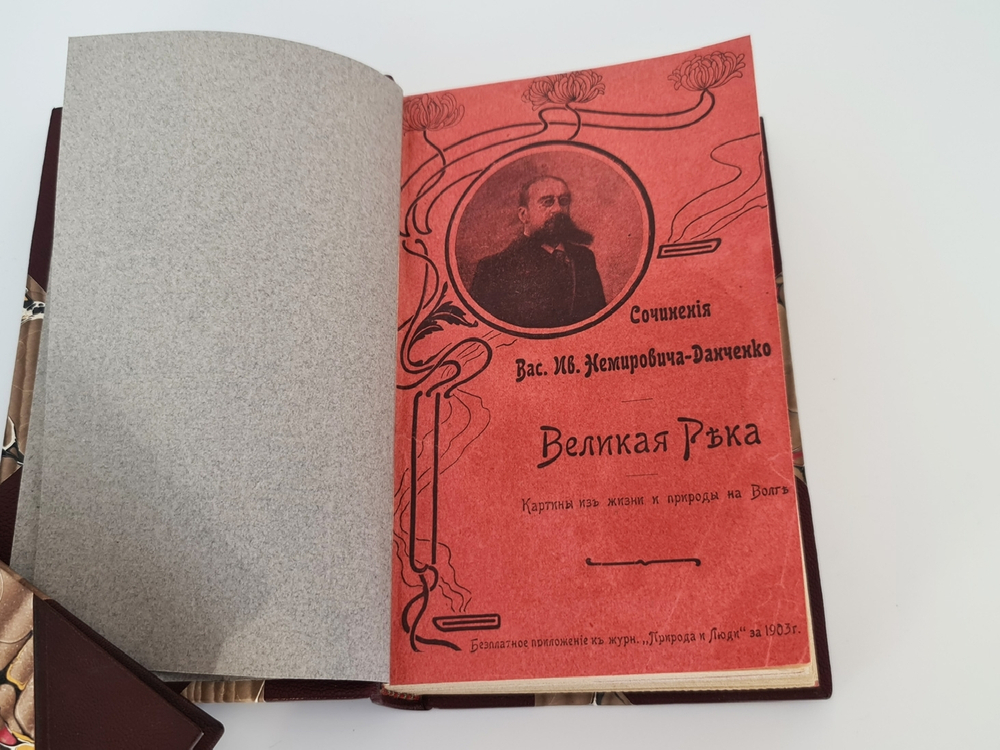 Сочиненія
Вас. Ив. Немировича-Данченко
Великая Рѣка
Картины изъ жизни и природы на Волгѣ
Безплатное приложеніе къ журн. „Природа и Люди" за 1903 г.